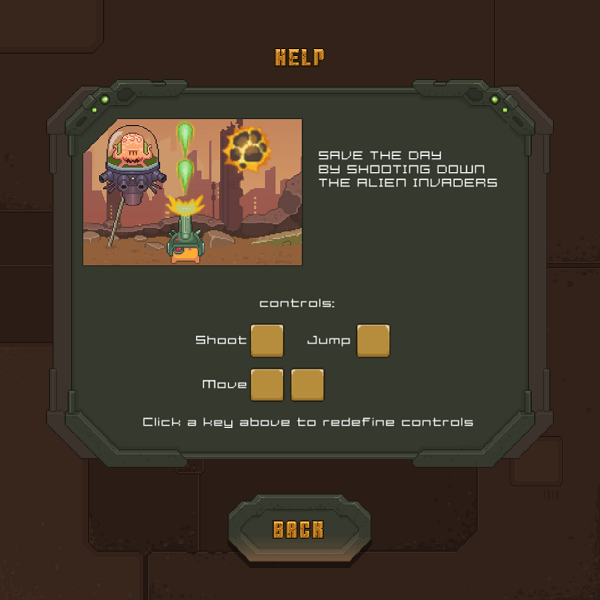 HELP
SAVE THE DAY
BY SHOOTING DOWN
THE ALIEN INVADERS
controls:
Shoot
Jump
Move
Click a key above to redefine controls
BACK